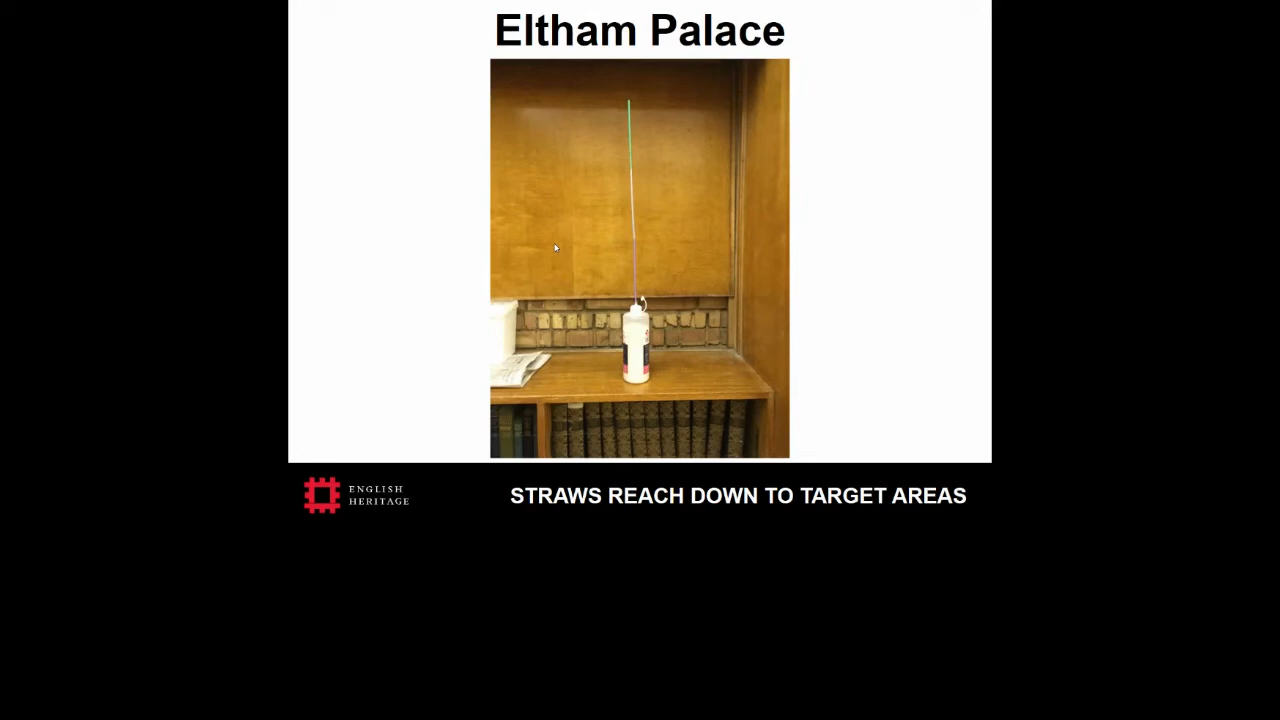 Eltham Palace
ENGLISH
HERITAGE
STRAWS REACH DOWN TO TARGET AREAS